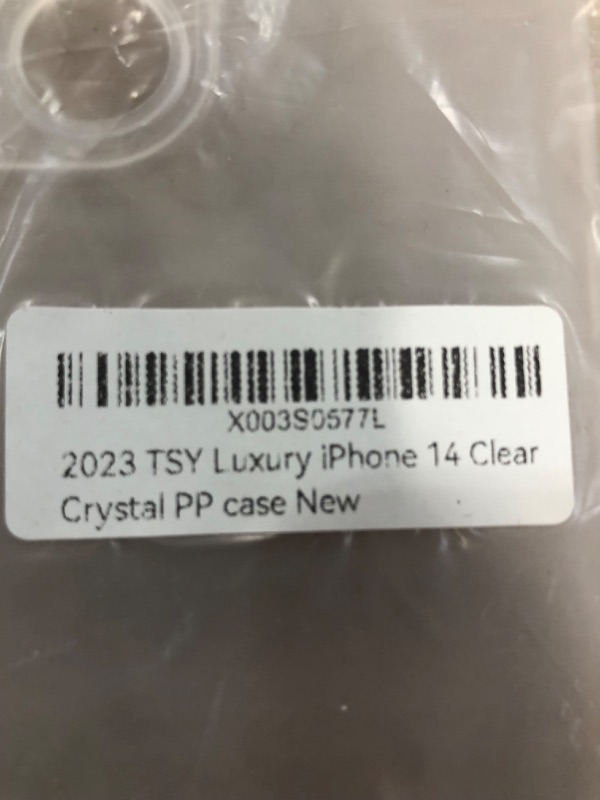 X003S0577L
2023 TSY Luxury iPhone 14 Clear
Crystal PP case New